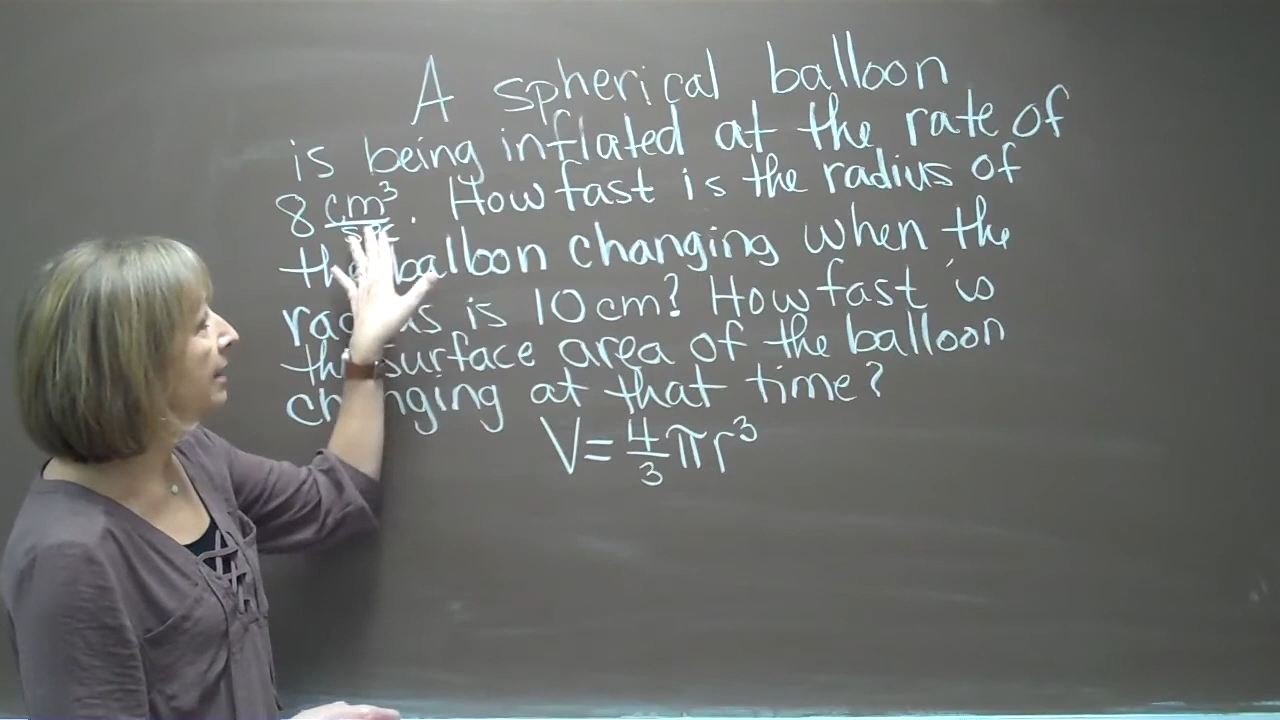 A spherical balloon
is being inflated at the rate of
8 cm³/sec. How fast is the radius of
the balloon changing when the
radius is 10 cm? How fast is
the surface area of the balloon
changing at that time?
V = 4/3 πr³